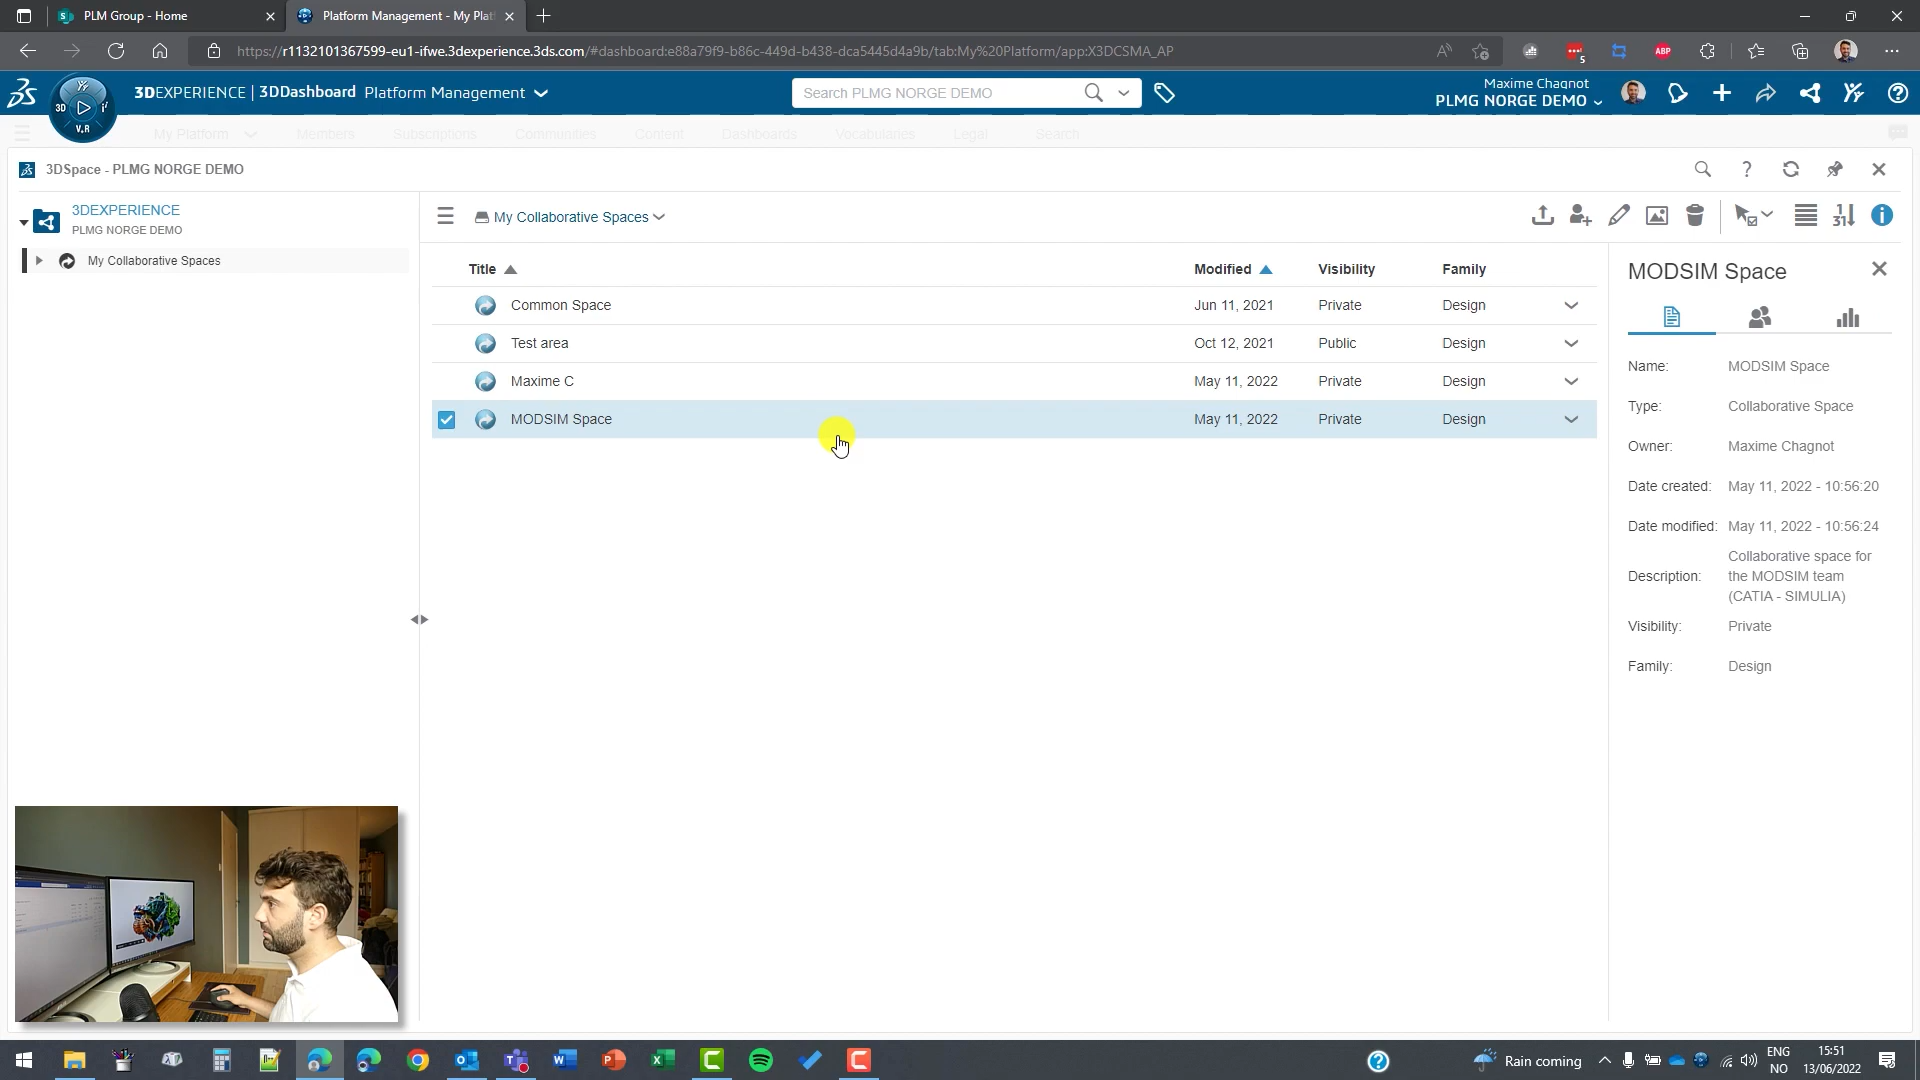 PLM Group - Home
Platform Management - My Plat
https://r1132101367599-eu1-ifwe.3dexperience.3ds.com/#dashboard:e88a79f9-b86c-449d-b438-dca5445d4a9b/tab:My%20Platform/app:X3DCSMA_AP
ABP
5
3D
V.R
3DEXPERIENCE | 3DDashboard Platform Management
Search PLMG NORGE DEMO
Maxime Chagnot
PLMG NORGE DEMO
My Platform Members Subscriptions Communities Content Dashboards Vocabularies Legal Search
3DSpace - PLMG NORGE DEMO
3DEXPERIENCE
PLMG NORGE DEMO
My Collaborative Spaces
My Collaborative Spaces
Title Modified Visibility Family
Common Space Jun 11, 2021 Private Design
Test area Oct 12, 2021 Public Design
Maxime C May 11, 2022 Private Design
MODSIM Space May 11, 2022 Private Design
MODSIM Space
Name: MODSIM Space
Type: Collaborative Space
Owner: Maxime Chagnot
Date created: May 11, 2022 - 10:56:20
Date modified: May 11, 2022 - 10:56:24
Description: Collaborative space for
the MODSIM team
(CATIA - SIMULIA)
Visibility: Private
Family: Design
Rain coming
ENG
NO
15:51
13/06/2022